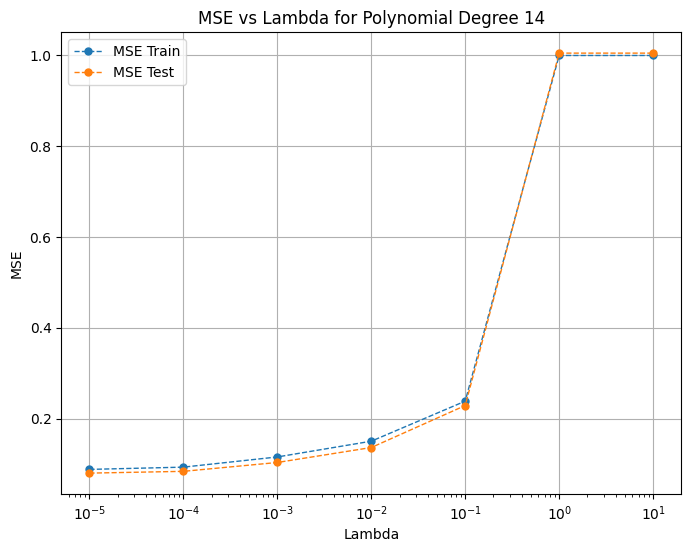 MSE vs Lambda for Polynomial Degree 14
MSE Train
MSE Test
1.0
0.8
0.6
0.4
0.2
MSE
10⁻⁵
10⁻⁴
10⁻³
10⁻²
10⁻¹
10⁰
10¹
Lambda